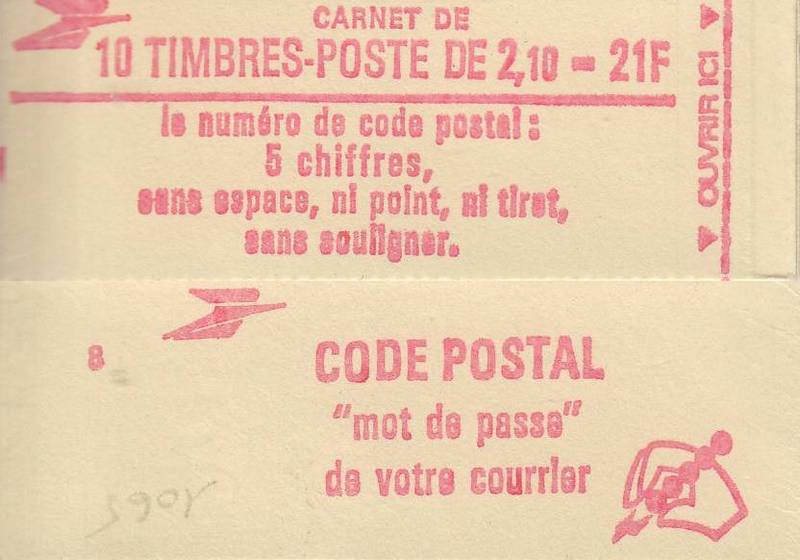 CARNET DE
10 TIMBRES-POSTE DE 2,10 = 21F
le numéro de code postal :
5 chiffres,
sans espace, ni point, ni tiret,
sans souligner.
OUVRIR ICI
8
CODE POSTAL
"mot de passe"
de votre courrier